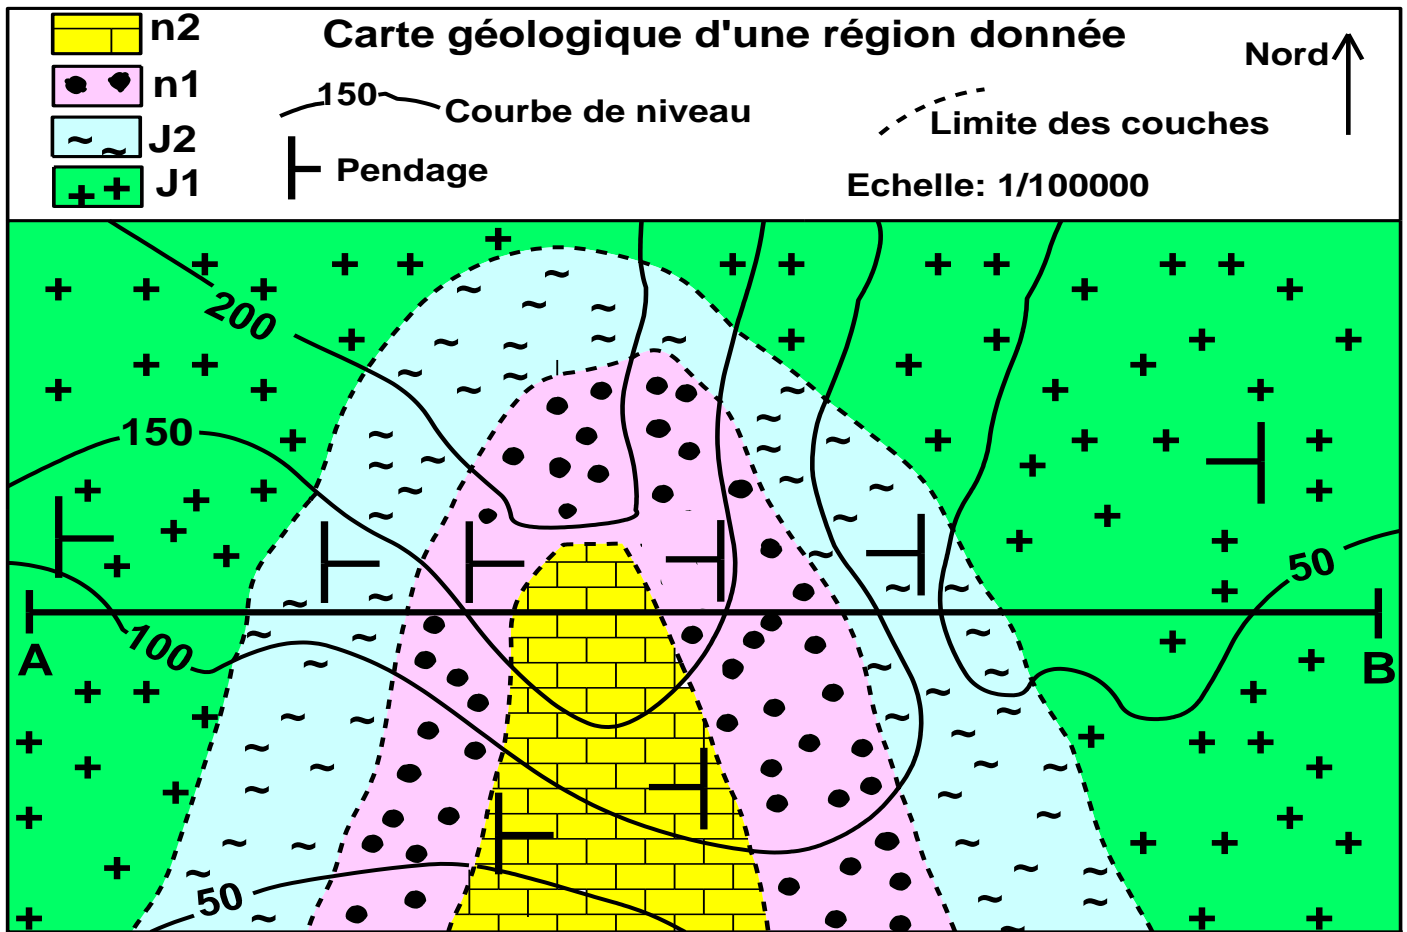 n2
Carte géologique d'une région donnée
Nord
n1
150
Courbe de niveau
Limite des couches
J2
Pendage
J1
Echelle: 1/100000
200
150
50
100
A
B
50